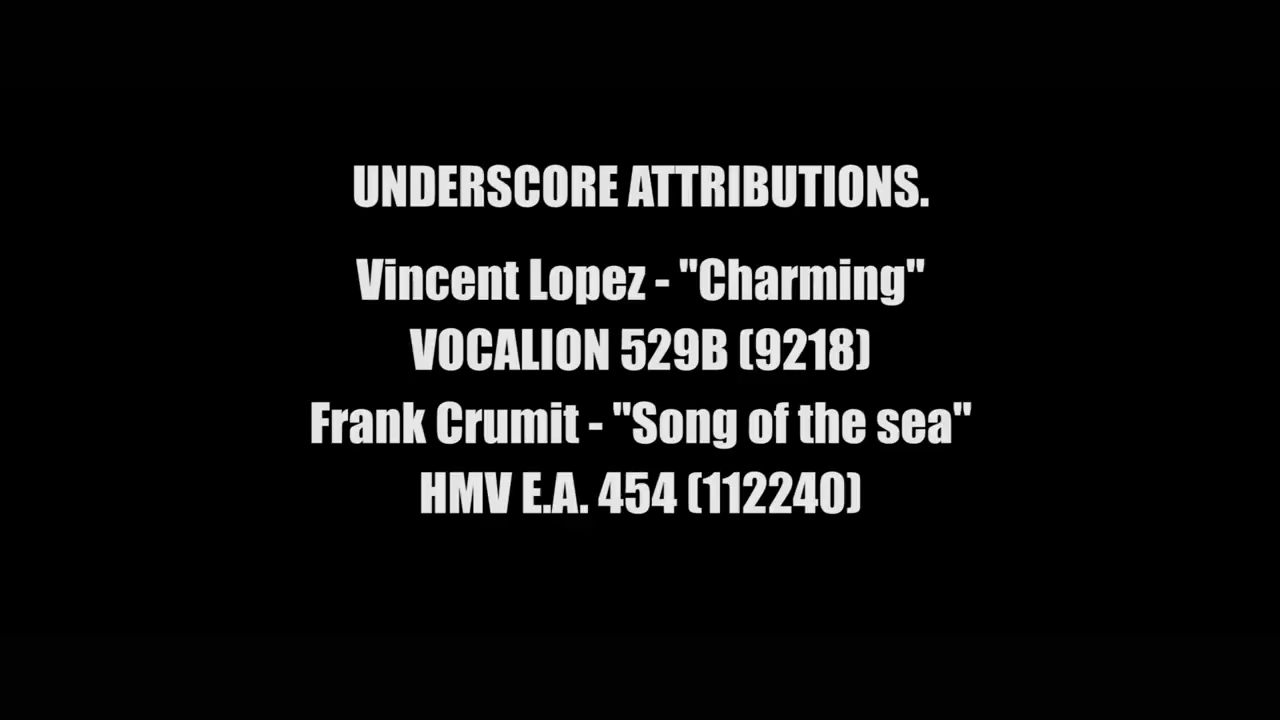 UNDERSCORE ATTRIBUTIONS.
Vincent Lopez - "Charming"
VOCALION 529B (9218)
Frank Crumit - "Song of the sea"
HMV E.A. 454 (112240)